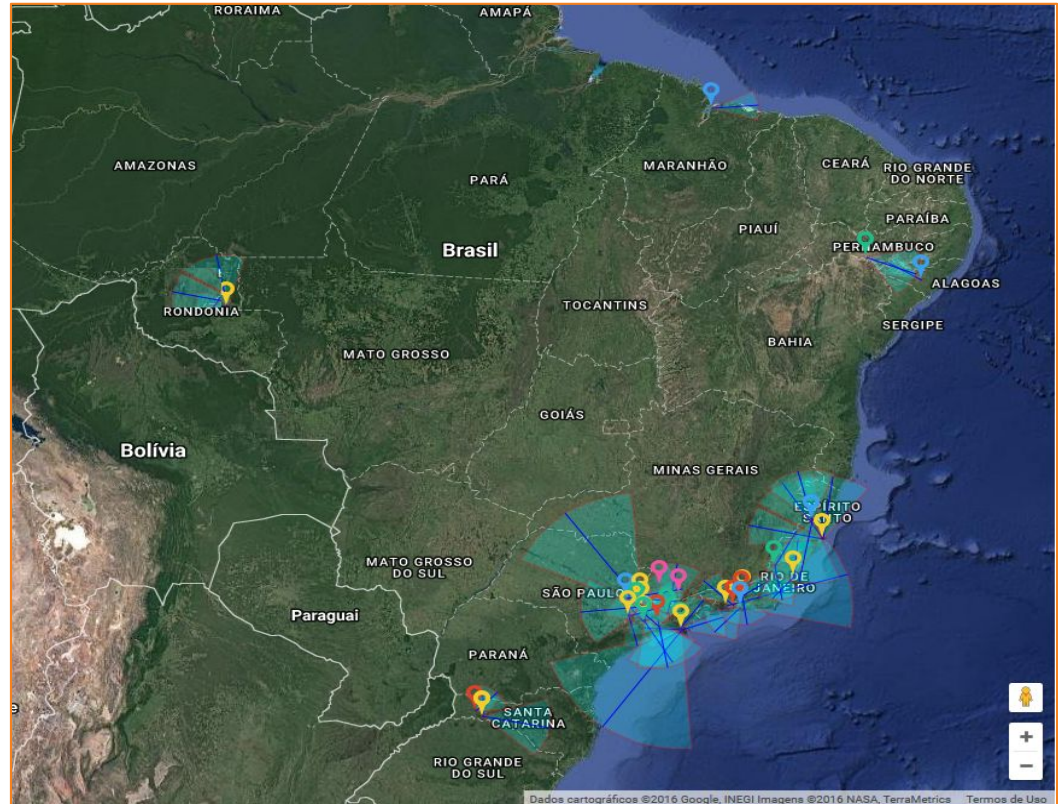 RORAIMA
AMAPÁ
AMAZONAS
PARÁ
MARANHÃO
CEARÁ
RIO GRANDE
DO NORTE
PARAÍBA
PIAUÍ
PERNAMBUCO
Brasil
ALAGOAS
TOCANTINS
RONDÔNIA
SERGIPE
BAHIA
MATO GROSSO
GOIÁS
Bolívia
MINAS GERAIS
ESPÍRITO
SANTO
MATO GROSSO
DO SUL
RIO DE
JANEIRO
SÃO PAULO
Paraguai
PARANÁ
SANTA
CATARINA
RIO GRANDE
DO SUL
+
−
Dados cartográficos ©2016 Google, INEGI Imagens ©2016 NASA, TerraMetrics Termos de Uso